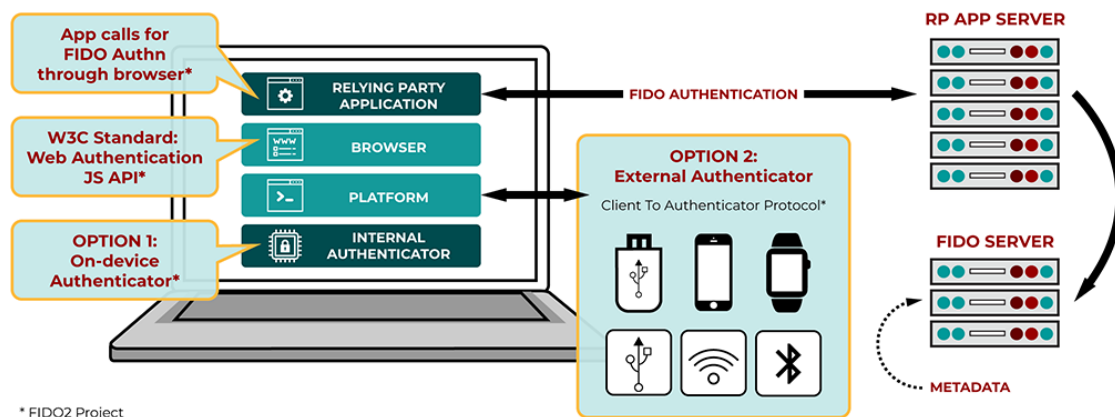 App calls for
FIDO Authn
through browser*
W3C Standard:
Web Authentication
JS API*
OPTION 1:
On-device
Authenticator*
RELYING PARTY
APPLICATION
WWW
BROWSER
PLATFORM
INTERNAL
AUTHENTICATOR
FIDO AUTHENTICATION
OPTION 2:
External Authenticator
Client To Authenticator Protocol*
RP APP SERVER
FIDO SERVER
METADATA
* FIDO2 Project